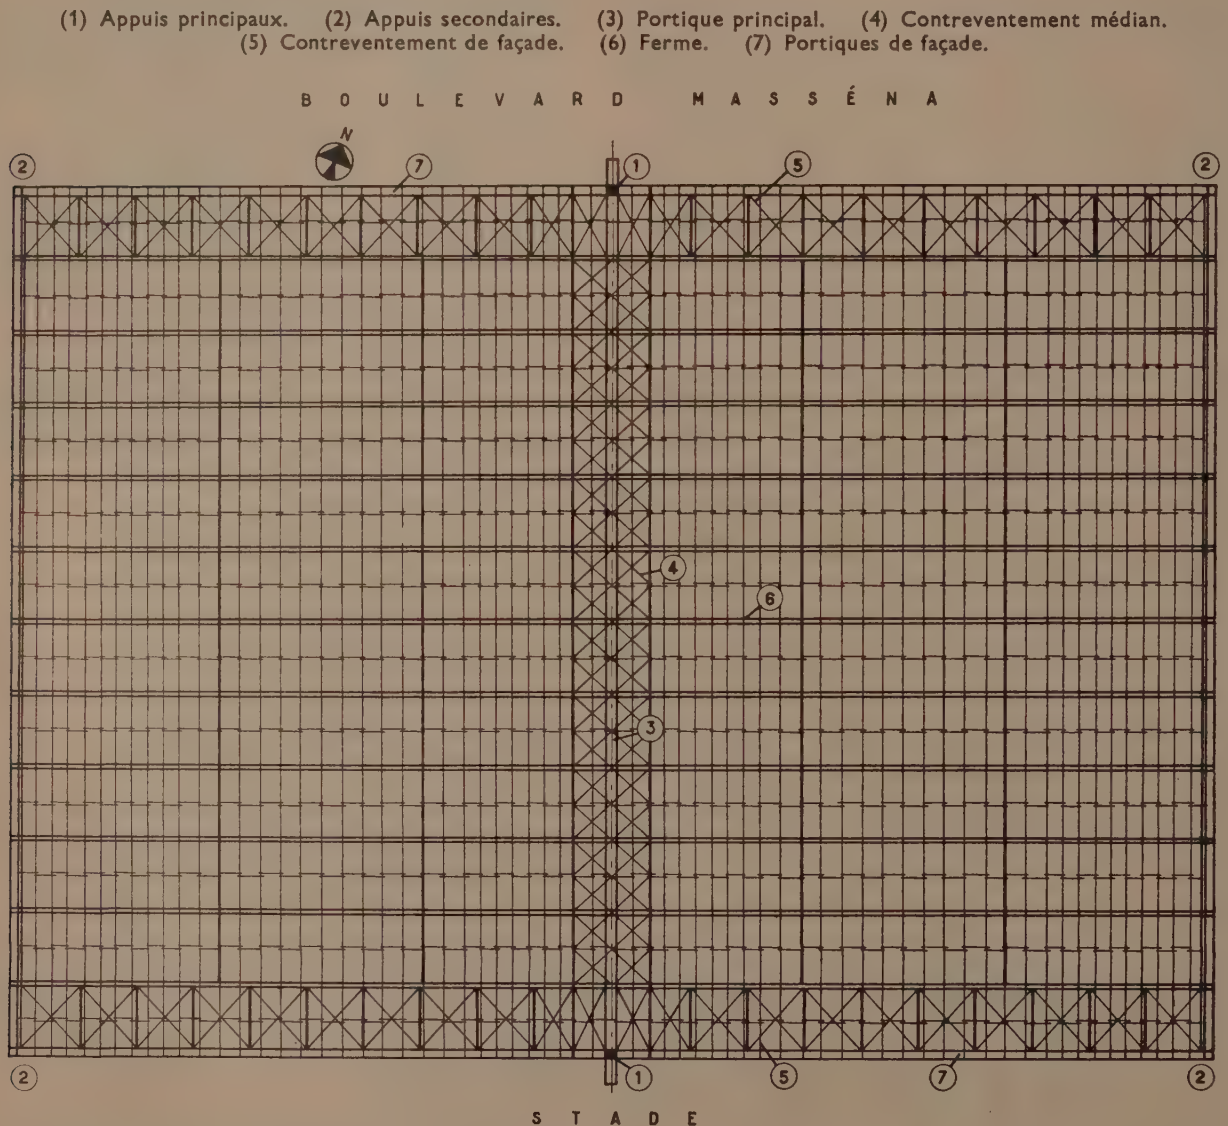 (1) Appuis principaux. (2) Appuis secondaires. (3) Portique principal. (4) Contreventement médian.
(5) Contreventement de façade. (6) Ferme. (7) Portiques de façade.
BOULEVARD MASSÉNA
N
2 7 1 5 2
4
6
3
2 1 5 7 2
STADE